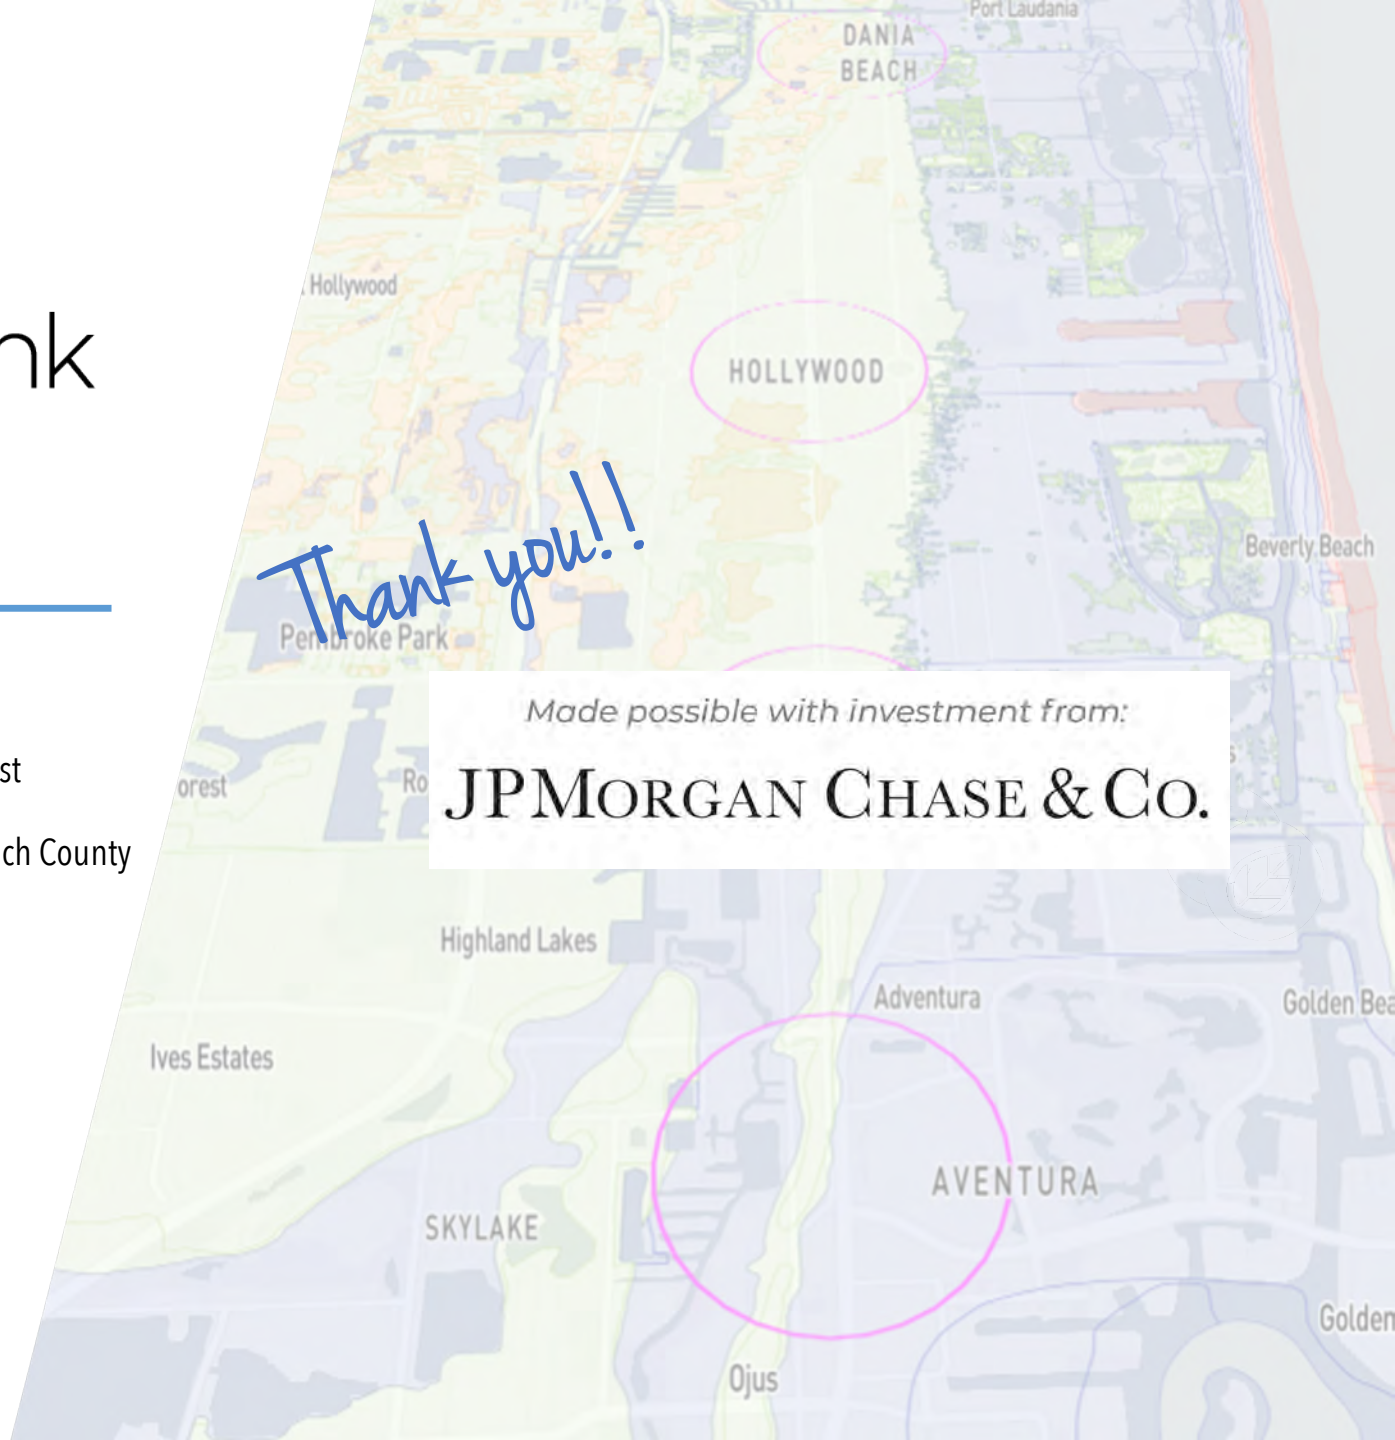 Port Laudania
DANIA
BEACH
Hollywood
nk
HOLLYWOOD
Thank you!!
Beverly Beach
Pembroke Park
Made possible with investment from:
st
orest
Ro
JPMORGAN CHASE & CO.
s
ch County
Highland Lakes
Adventura
Golden Bea
Ives Estates
AVENTURA
SKYLAKE
Golden
Ojus